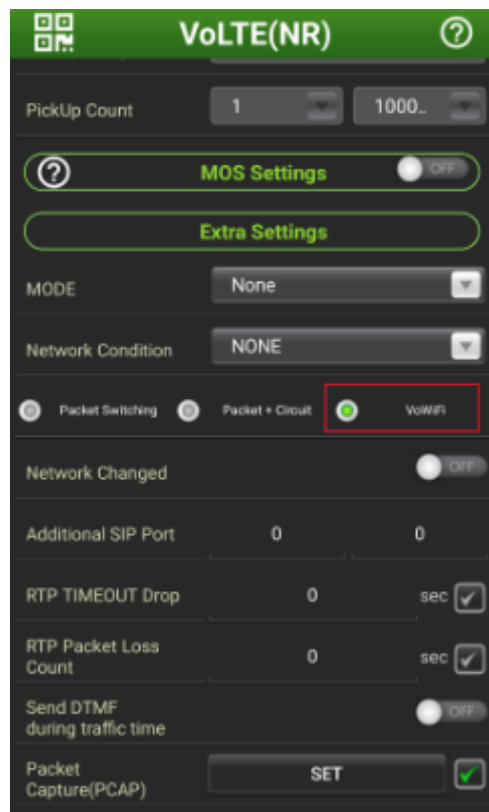 VoLTE(NR)
PickUp Count 1 1000..
MOS Settings OFF
Extra Settings
MODE None
Network Condition NONE
Packet Switching Packet + Circuit VoWiFi
Network Changed OFF
Additional SIP Port 0 0
RTP TIMEOUT Drop 0 sec
RTP Packet Loss
Count 0 sec
Send DTMF
during traffic time OFF
Packet
Capture(PCAP) SET